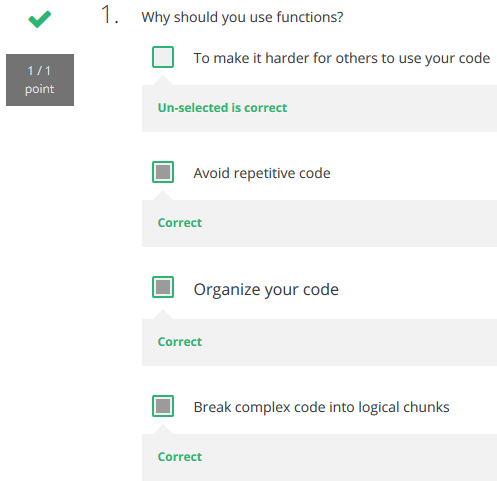 1. Why should you use functions?
1 / 1
point
To make it harder for others to use your code
Un-selected is correct
Avoid repetitive code
Correct
Organize your code
Correct
Break complex code into logical chunks
Correct